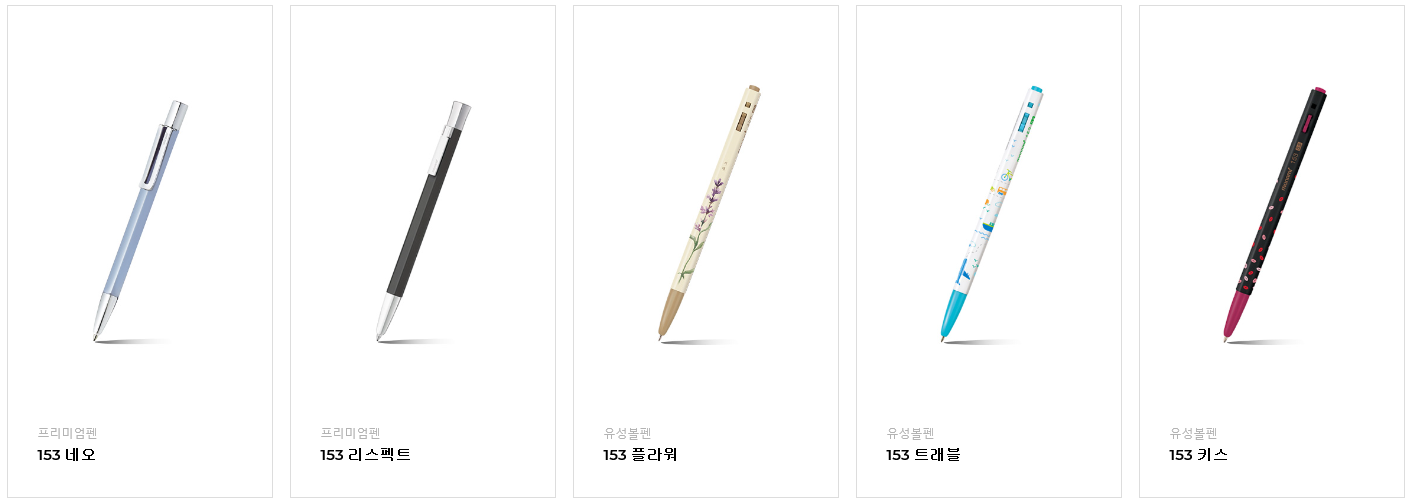 프리미엄펜
153 네오
프리미엄펜
153 리스펙트
유성볼펜
153 플라워
유성볼펜
153 트래블
유성볼펜
153 키스